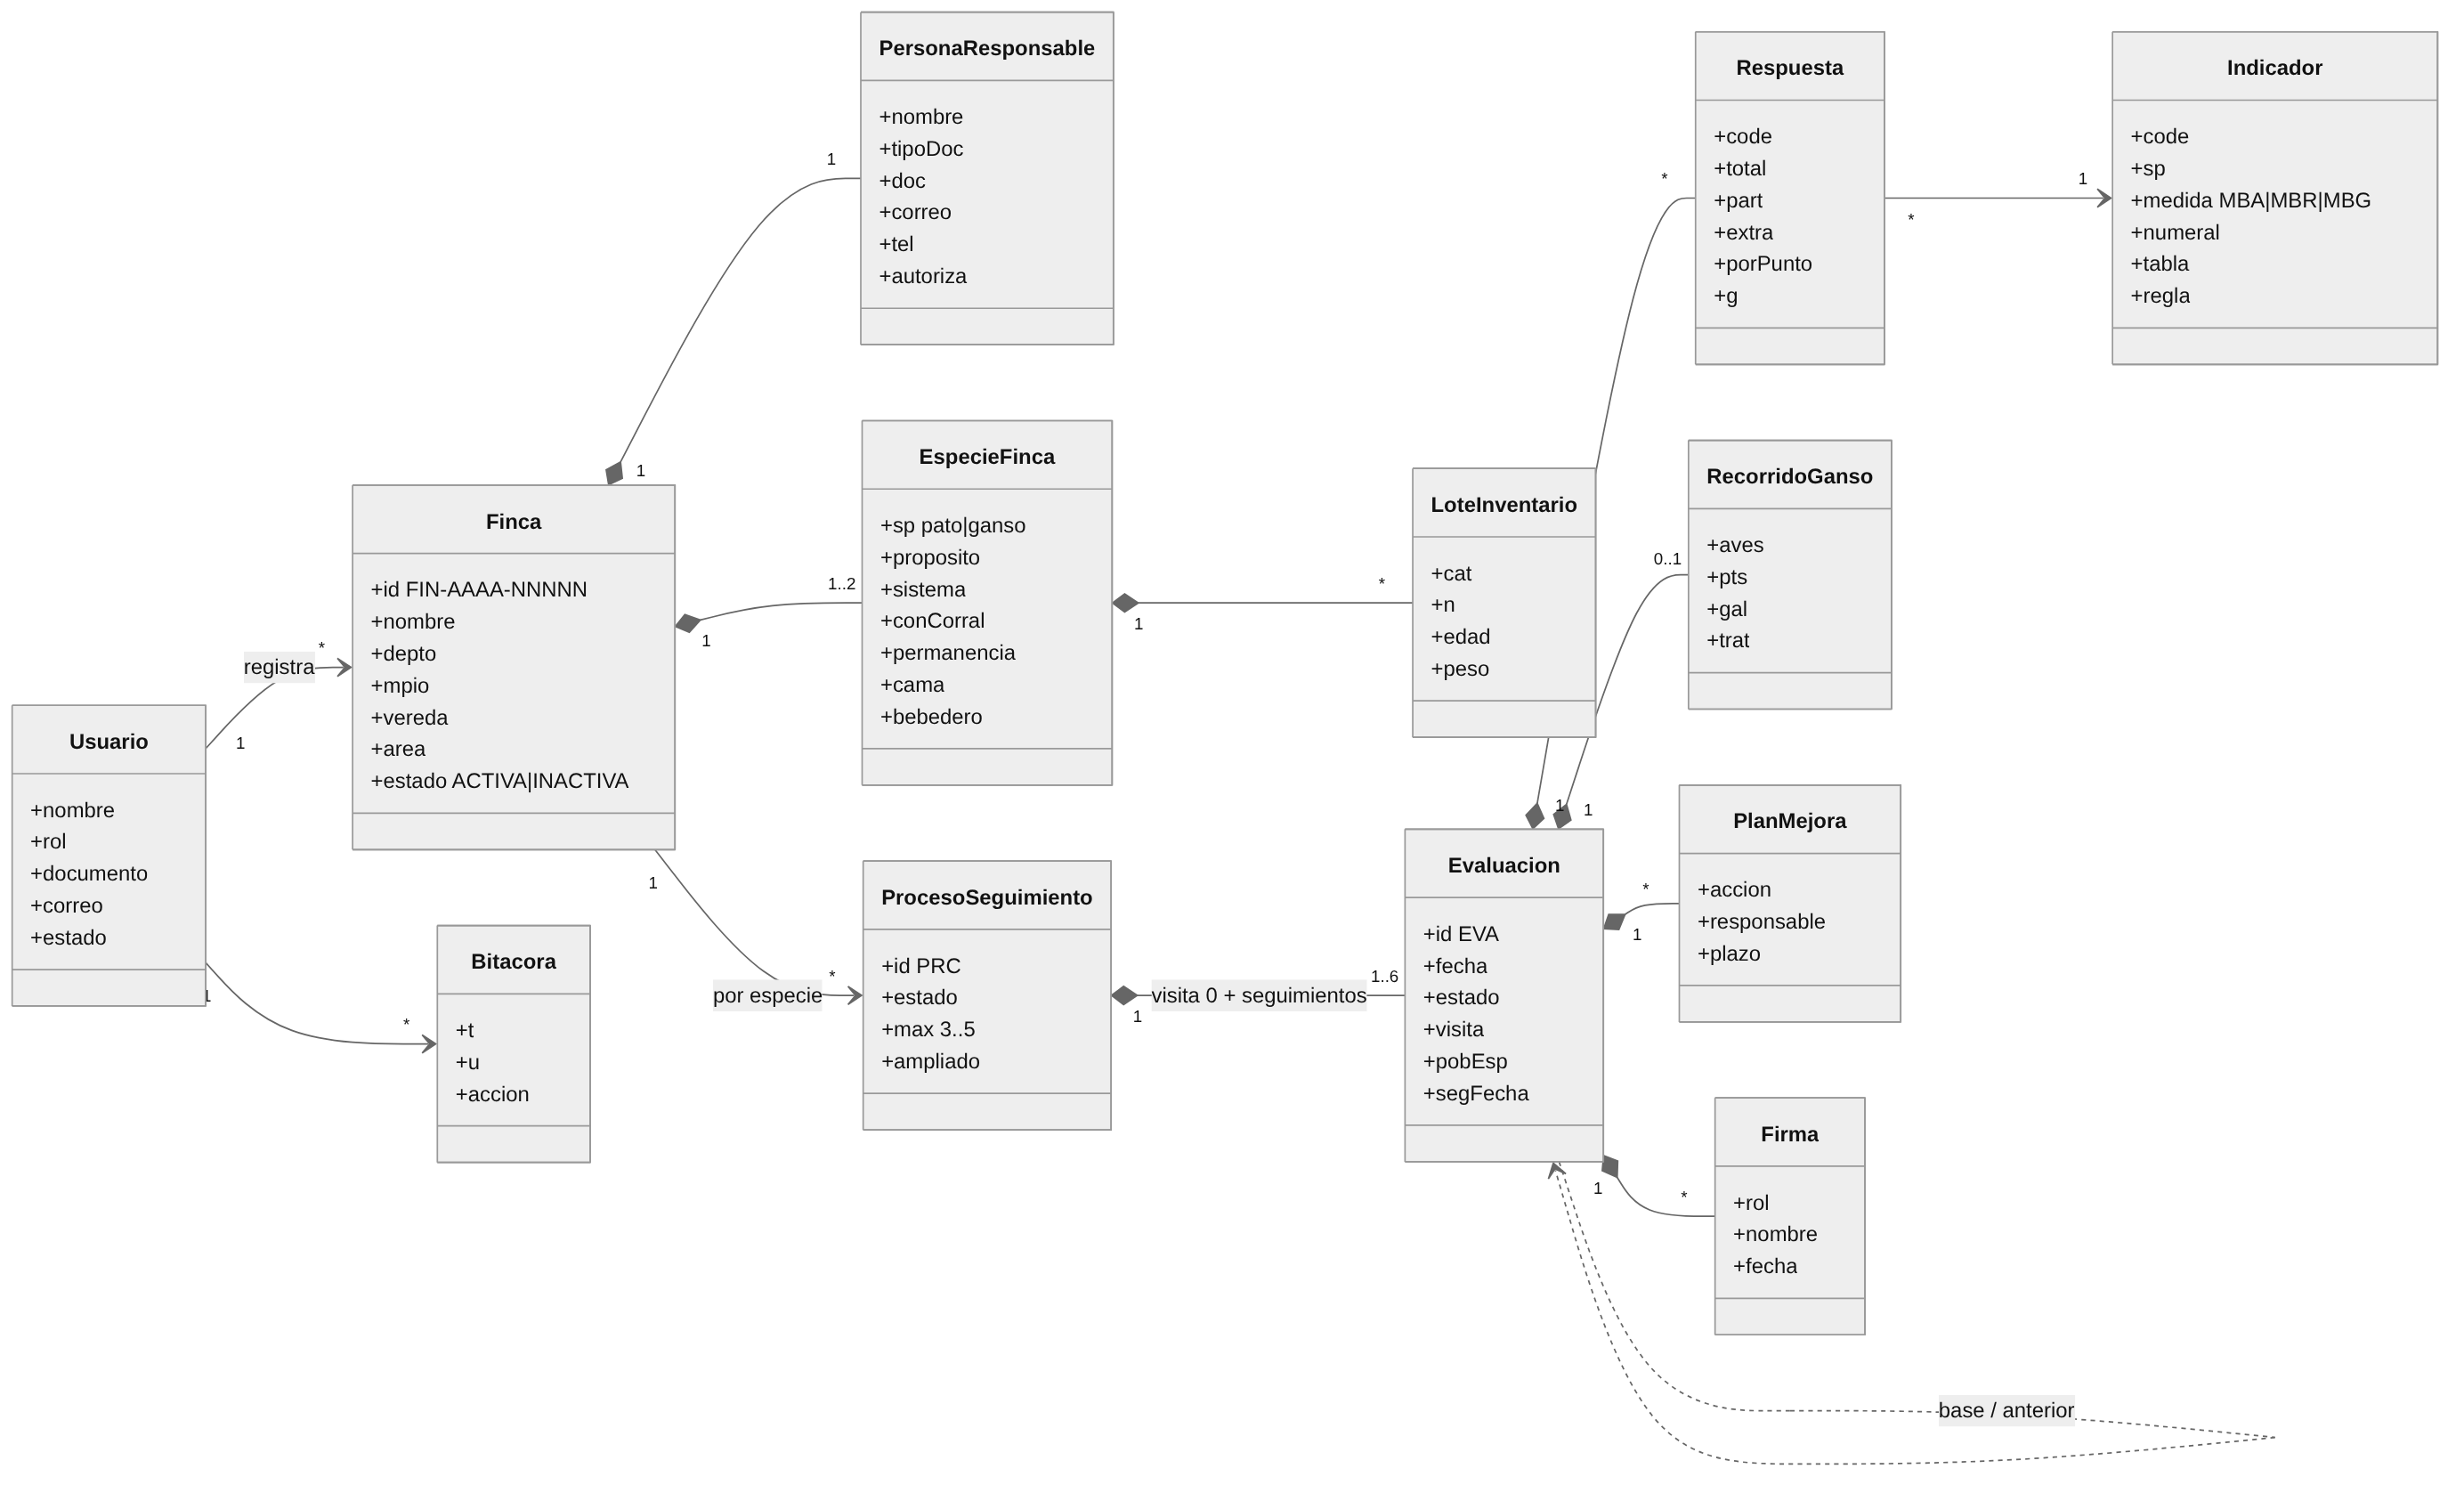 PersonaResponsable
+nombre
+tipoDoc
+doc
+correo
+tel
+autoriza
1
1
Respuesta
+code
+total
+part
+extra
+porPunto
+g
*
*
1
Indicador
+code
+sp
+medida MBA|MBR|MBG
+numeral
+tabla
+regla
Finca
+id FIN-AAAA-NNNNN
+nombre
+depto
+mpio
+vereda
+area
+estado ACTIVA|INACTIVA
EspecieFinca
+sp pato|ganso
+proposito
+sistema
+conCorral
+permanencia
+cama
+bebedero
1..2
1
LoteInventario
+cat
+n
+edad
+peso
*
1
RecorridoGanso
+aves
+pts
+gal
+trat
0..1
1
1
registra
*
1
Usuario
+nombre
+rol
+documento
+correo
+estado
1
*
Bitacora
+t
+u
+accion
1
por especie
*
ProcesoSeguimiento
+id PRC
+estado
+max 3..5
+ampliado
1
visita 0 + seguimientos
1..6
Evaluacion
+id EVA
+fecha
+estado
+visita
+pobEsp
+segFecha
PlanMejora
+accion
+responsable
+plazo
*
1
Firma
+rol
+nombre
+fecha
1
*
base / anterior